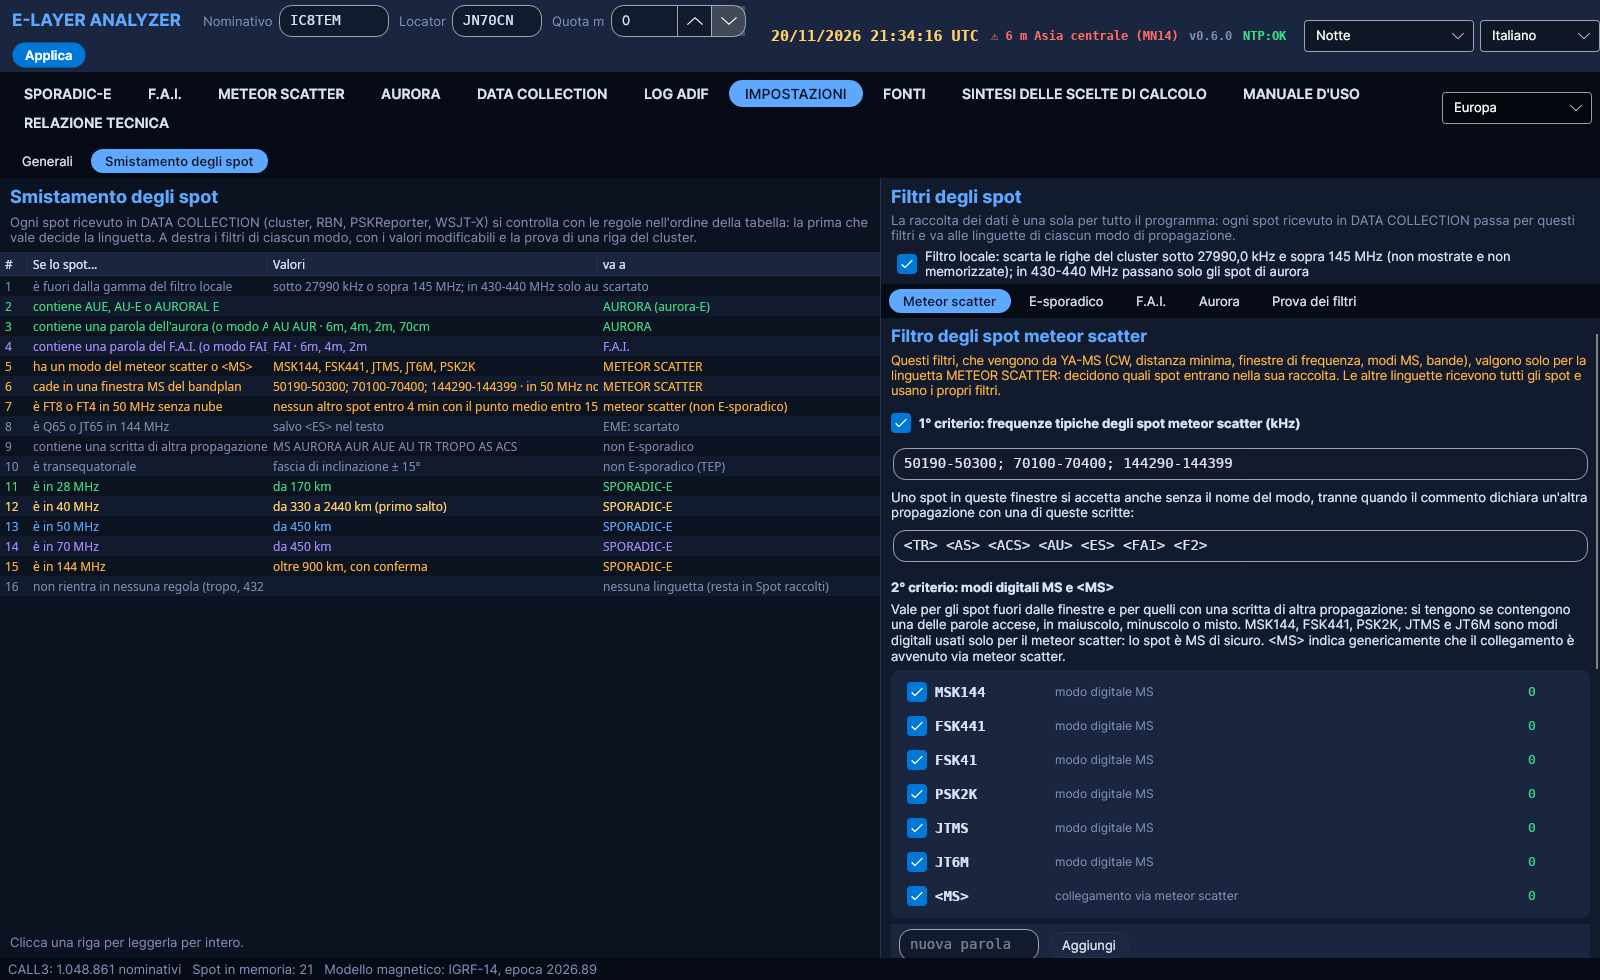 E-LAYER ANALYZER
Nominativo IC8TEM Locator JN70CN Quota m 0
20/11/2026 21:34:16 UTC ⚠ 6 m Asia centrale (MN14) v0.6.0 NTP:OK
Notte
Italiano
Applica
SPORADIC-E F.A.I. METEOR SCATTER AURORA DATA COLLECTION LOG ADIF IMPOSTAZIONI FONTI SINTESI DELLE SCELTE DI CALCOLO MANUALE D'USO
RELAZIONE TECNICA
Europa
Generali Smistamento degli spot
Smistamento degli spot
Ogni spot ricevuto in DATA COLLECTION (cluster, RBN, PSKReporter, WSJT-X) si controlla con le regole nell'ordine della tabella: la prima che
vale decide la linguetta. A destra i filtri di ciascun modo, con i valori modificabili e la prova di una riga del cluster.
# Se lo spot... Valori va a
1 è fuori dalla gamma del filtro locale sotto 27990 kHz o sopra 145 MHz; in 430-440 MHz solo au scartato
2 contiene AUE, AU-E o AURORAL E AURORA (aurora-E)
3 contiene una parola dell'aurora (o modo A AU AUR · 6m, 4m, 2m, 70cm AURORA
4 contiene una parola del F.A.I. (o modo FAI FAI · 6m, 4m, 2m F.A.I.
5 ha un modo del meteor scatter o <MS> MSK144, FSK441, JTMS, JT6M, PSK2K METEOR SCATTER
6 cade in una finestra MS del bandplan 50190-50300; 70100-70400; 144290-144399 · in 50 MHz nc METEOR SCATTER
7 è FT8 o FT4 in 50 MHz senza nube nessun altro spot entro 4 min con il punto medio entro 15 meteor scatter (non E-sporadico)
8 è Q65 o JT65 in 144 MHz salvo <ES> nel testo EME: scartato
9 contiene una scritta di altra propagazione MS AURORA AUR AUE AU TR TROPO AS ACS non E-sporadico
10 è transequatoriale fascia di inclinazione ± 15° non E-sporadico (TEP)
11 è in 28 MHz da 170 km SPORADIC-E
12 è in 40 MHz da 330 a 2440 km (primo salto) SPORADIC-E
13 è in 50 MHz da 450 km SPORADIC-E
14 è in 70 MHz da 450 km SPORADIC-E
15 è in 144 MHz oltre 900 km, con conferma SPORADIC-E
16 non rientra in nessuna regola (tropo, 432 nessuna linguetta (resta in Spot raccolti)
Clicca una riga per leggerla per intero.
Filtri degli spot
La raccolta dei dati è una sola per tutto il programma: ogni spot ricevuto in DATA COLLECTION passa per questi
filtri e va alle linguette di ciascun modo di propagazione.
Filtro locale: scarta le righe del cluster sotto 27990,0 kHz e sopra 145 MHz (non mostrate e non
memorizzate); in 430-440 MHz passano solo gli spot di aurora
Meteor scatter E-sporadico F.A.I. Aurora Prova dei filtri
Filtro degli spot meteor scatter
Questi filtri, che vengono da YA-MS (CW, distanza minima, finestre di frequenza, modi MS, bande), valgono solo per la
linguetta METEOR SCATTER: decidono quali spot entrano nella sua raccolta. Le altre linguette ricevono tutti gli spot e
usano i propri filtri.
1° criterio: frequenze tipiche degli spot meteor scatter (kHz)
50190-50300; 70100-70400; 144290-144399
Uno spot in queste finestre si accetta anche senza il nome del modo, tranne quando il commento dichiara un'altra
propagazione con una di queste scritte:
<TR> <AS> <ACS> <AU> <ES> <FAI> <F2>
2° criterio: modi digitali MS e <MS>
Vale per gli spot fuori dalle finestre e per quelli con una scritta di altra propagazione: si tengono se contengono
una delle parole accese, in maiuscolo, minuscolo o misto. MSK144, FSK441, PSK2K, JTMS e JT6M sono modi
digitali usati solo per il meteor scatter: lo spot è MS di sicuro. <MS> indica genericamente che il collegamento è
avvenuto via meteor scatter.
MSK144 modo digitale MS 0
FSK441 modo digitale MS 0
FSK41 modo digitale MS 0
PSK2K modo digitale MS 0
JTMS modo digitale MS 0
JT6M modo digitale MS 0
<MS> collegamento via meteor scatter 0
nuova parola Aggiungi
CALL3: 1.048.861 nominativi Spot in memoria: 21 Modello magnetico: IGRF-14, epoca 2026.89